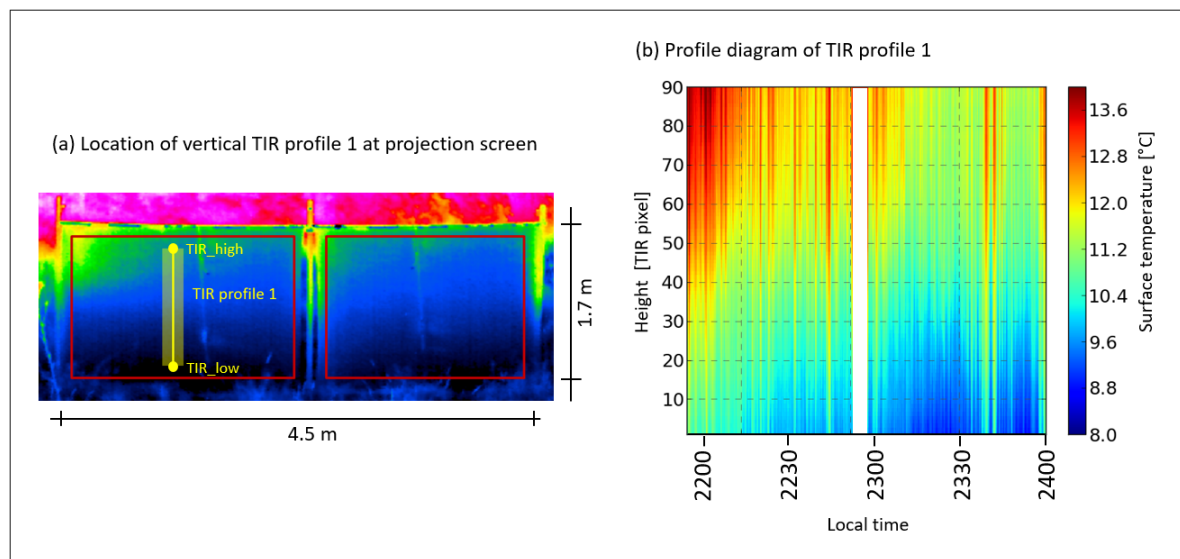 (a) Location of vertical TIR profile 1 at projection screen
TIR_high
TIR profile 1
TIR_low
1.7 m
4.5 m
(b) Profile diagram of TIR profile 1
Height [TIR pixel]
90
80
70
60
50
40
30
20
10
2200
2230
2300
2330
2400
Local time
13.6
12.8
12.0
11.2
10.4
9.6
8.8
8.0
Surface temperature [°C]